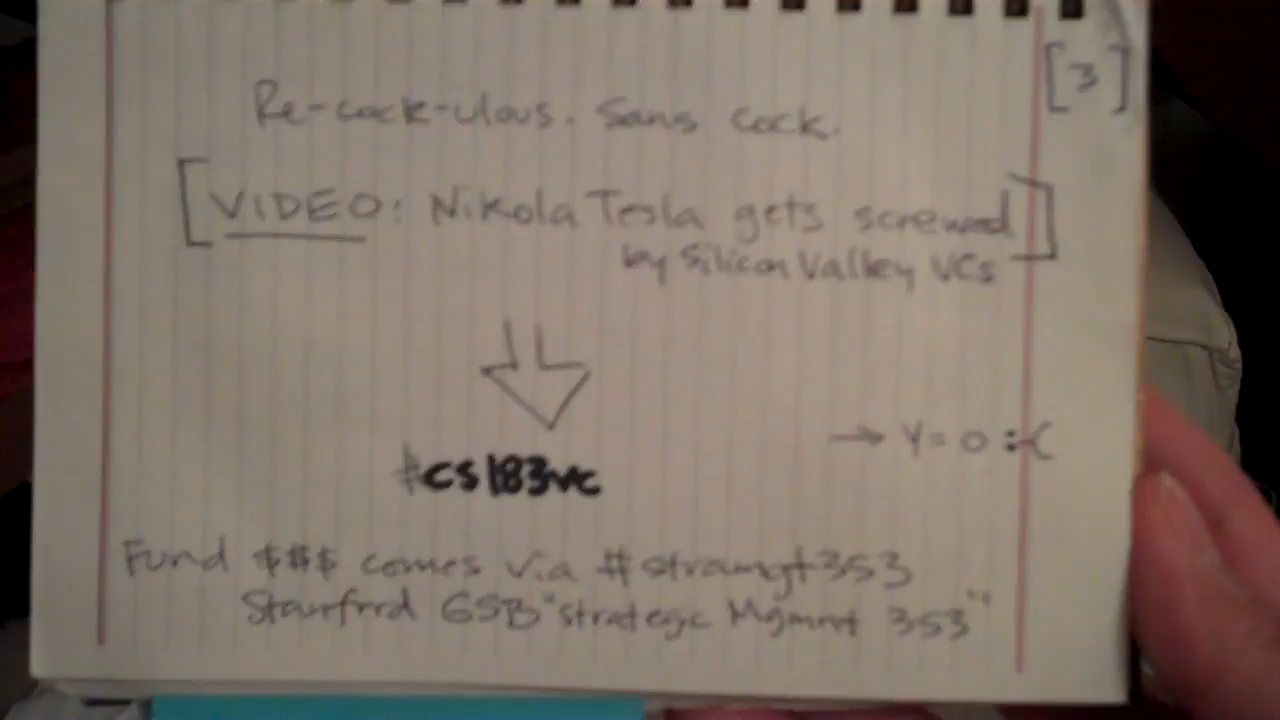 [3]
Re-cock-ulous. Sans cock.
[VIDEO: Nikola Tesla gets screwed
by Silicon Valley VCs]
#cs183vc
→ Y=0 :-(
Fund $$$ comes via #stramgt353
Stanford GSB "Strategic Mgmnt 353"